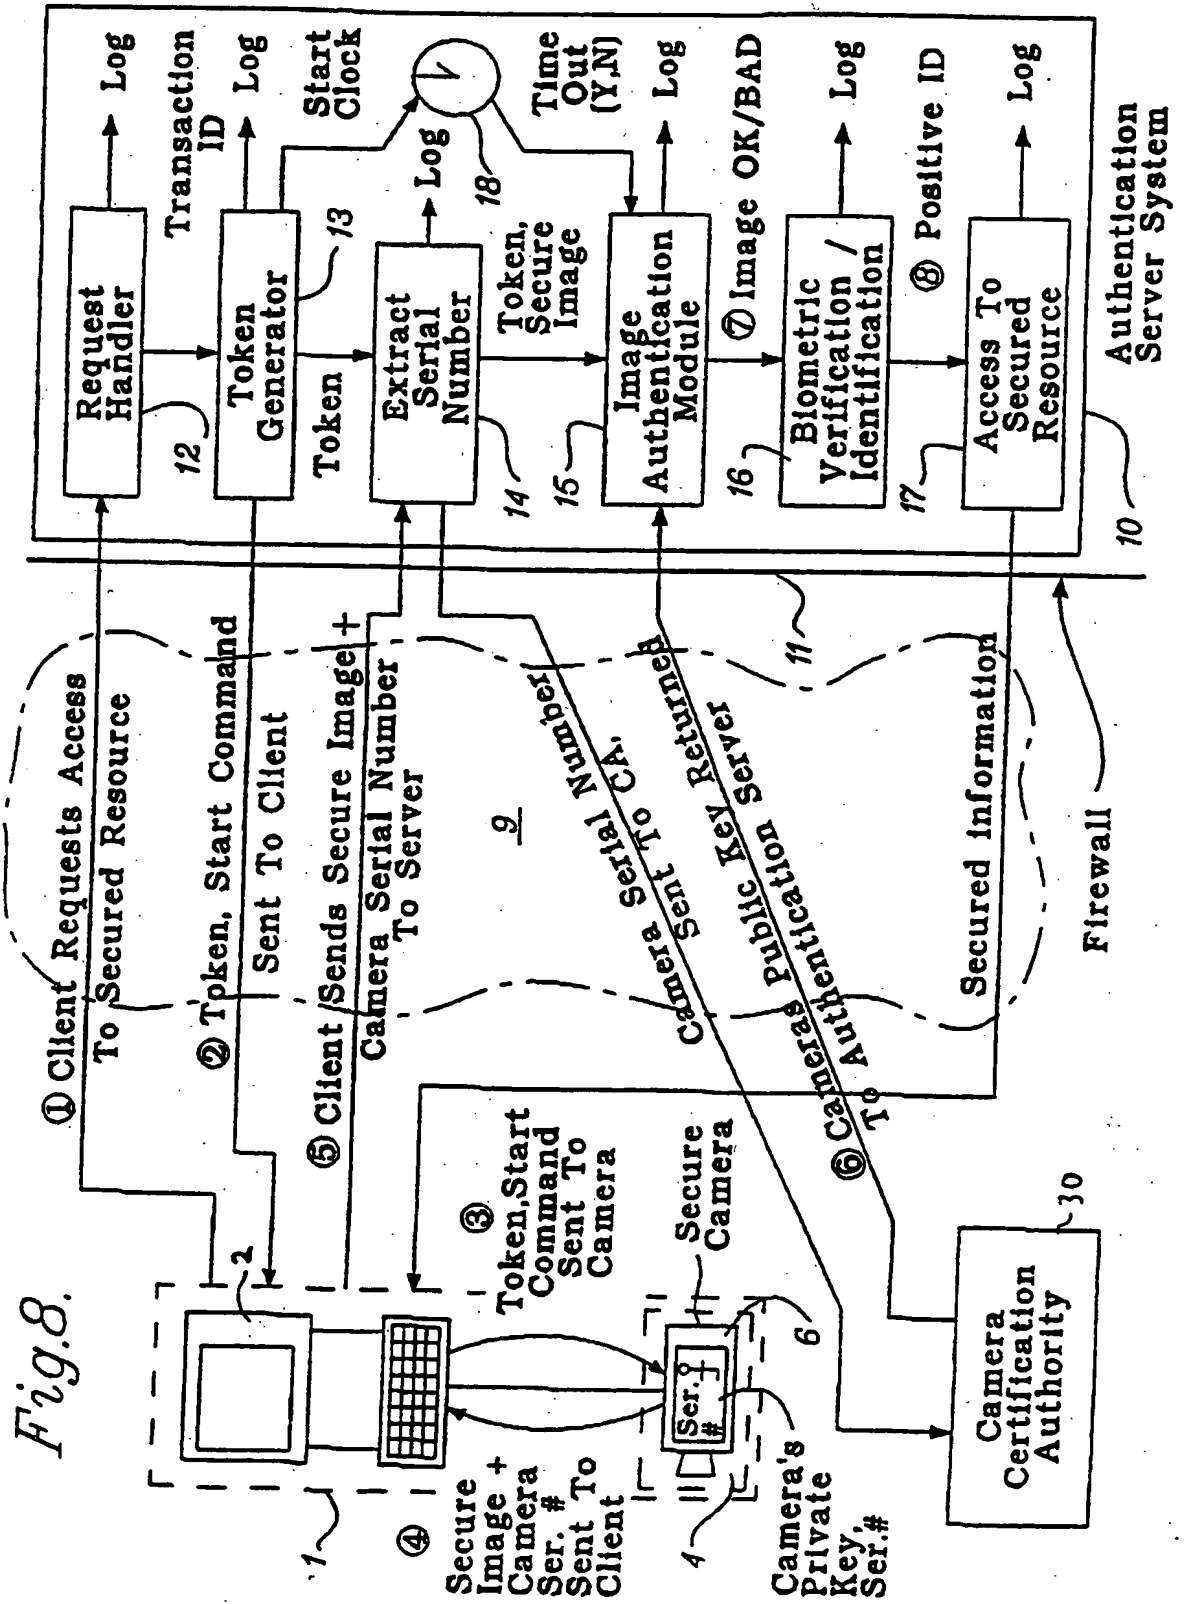 Fig.8.
① Client Requests Access
To Secured Resource
② Token, Start Command
Sent To Client
⑤ Client Sends Secure Image +
Camera Serial Number
To Server
9
Camera Serial Number
Sent To CA,
⑥ Cameras Public Key Returned
To Authentication Server
Secured information
Firewall
11
1
2
④
Secure
Image +
Camera
Ser. #
Sent To
Client
③
Token,Start
Command
Sent To
Camera
Secure
Camera
Ser.
#
4
6
Camera's
Private
Key,
Ser.#
Camera
Certification
Authority
30
Request
Handler
12
Log
Transaction
ID
Token
Generator
13
Log
Start
Clock
Token
18
Extract
Serial
Number
14
Log
Time
Out
(Y,N)
Token,
Secure
Image
Image
Authentication
Module
15
Log
⑦ Image OK/BAD
Biometric
Verification /
Identification
16
Log
⑧ Positive ID
Access To
Secured
Resource
17
Log
10
Authentication
Server System